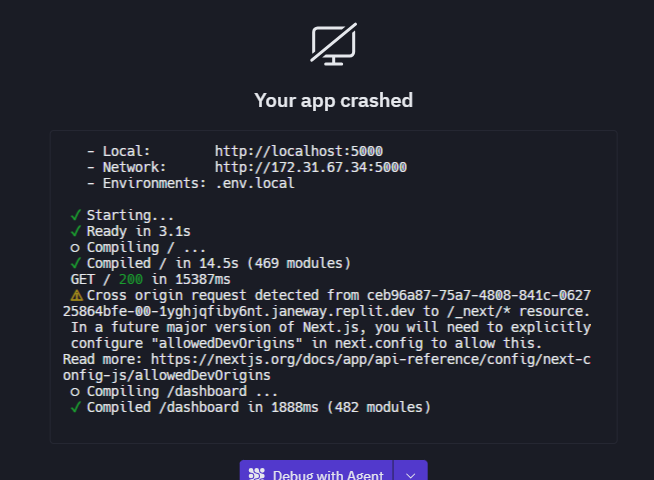 Your app crashed
- Local: http://localhost:5000
- Network: http://172.31.67.34:5000
- Environments: .env.local
✓ Starting...
✓ Ready in 3.1s
○ Compiling / ...
✓ Compiled / in 14.5s (469 modules)
GET / 200 in 15387ms
⚠ Cross origin request detected from ceb96a87-75a7-4808-841c-0627
25864bfe-00-1yghjqfiby6nt.janeway.replit.dev to /_next/* resource.
In a future major version of Next.js, you will need to explicitly
configure "allowedDevOrigins" in next.config to allow this.
Read more: https://nextjs.org/docs/app/api-reference/config/next-c
onfig-js/allowedDevOrigins
○ Compiling /dashboard ...
✓ Compiled /dashboard in 1888ms (482 modules)
Debug with Agent